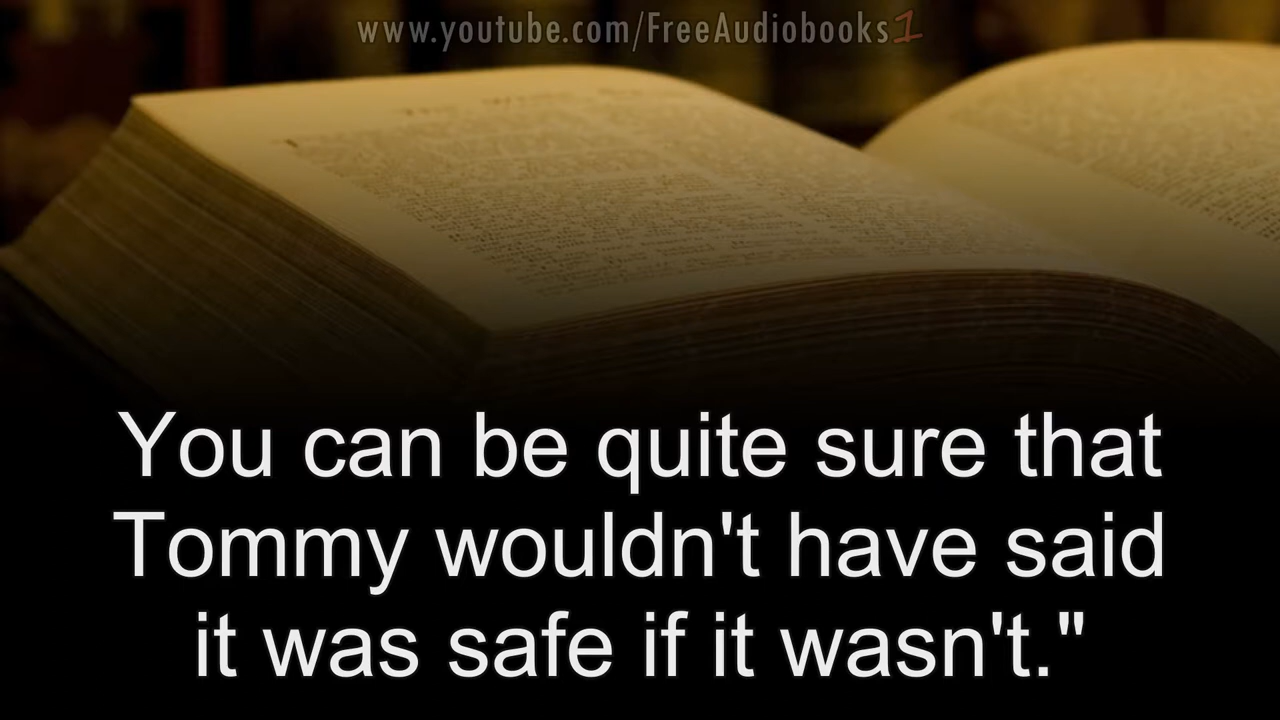 www.youtube.com/FreeAudiobooks1
You can be quite sure that
Tommy wouldn't have said
it was safe if it wasn't."